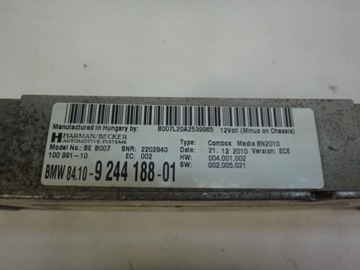 Manufactured in Hungary by: B007L20A2539965 12Volt (Minus on Chassis)
HARMAN/BECKER
AUTOMOTIVE SYSTEMS
Type: Combox Media BN2010
Model No.: BE 8007 SNR: 2202840 Date: 21. 12 2010 Version: ECE
100 991-10 EC: 002 HW: 004.001.002
SW: 002.005.021
BMW 84.10- 9 244 188-01